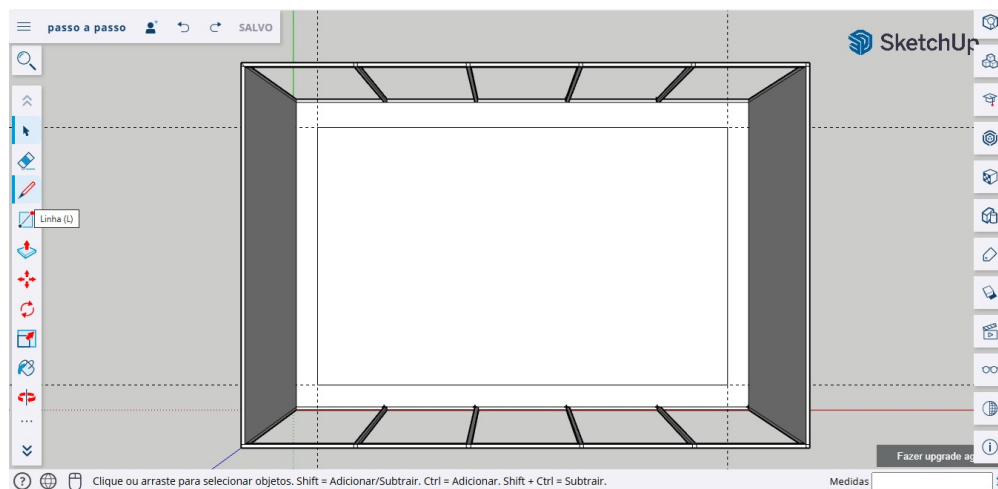 passo a passo
SALVO
SketchUp
Linha (L)
Fazer upgrade ag
Clique ou arraste para selecionar objetos. Shift = Adicionar/Subtrair. Ctrl = Adicionar. Shift + Ctrl = Subtrair.
Medidas